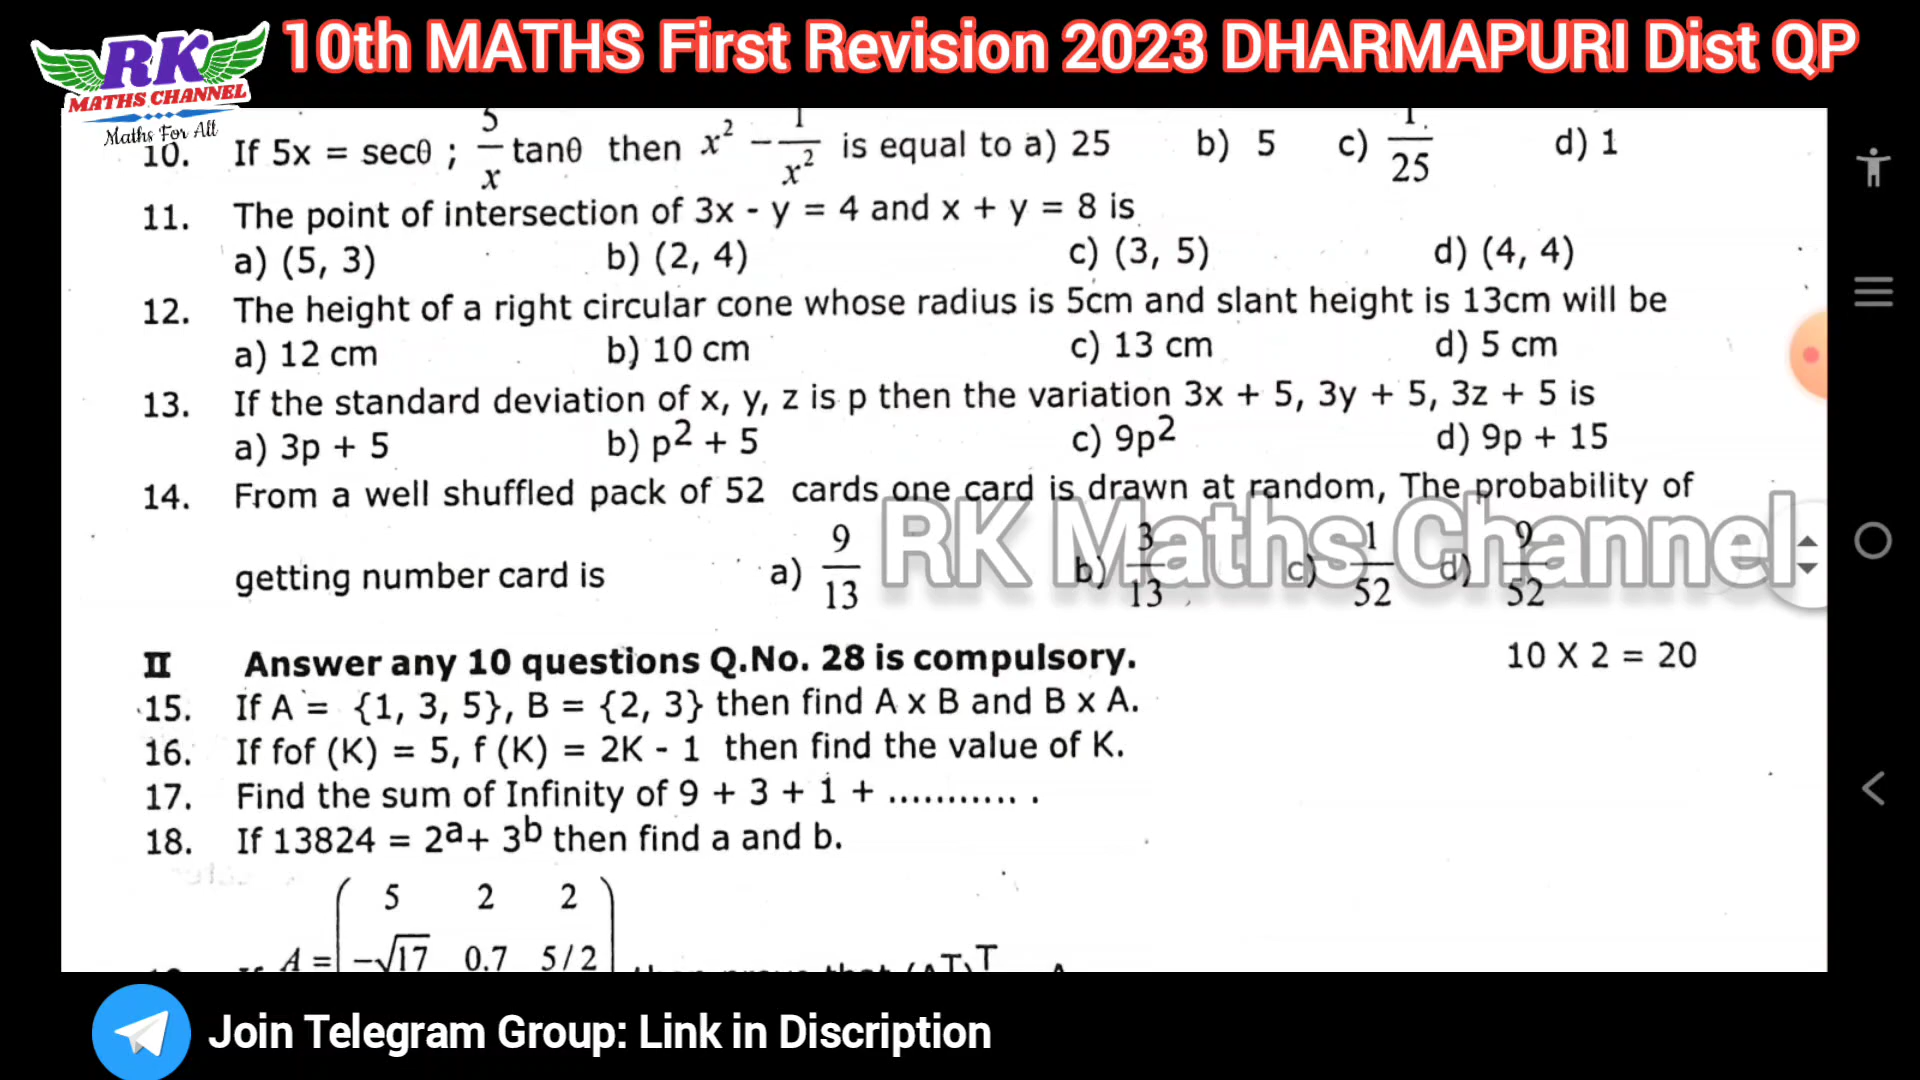 RK
MATHS CHANNEL
Maths For All
10th MATHS First Revision 2023 DHARMAPURI Dist QP
10. If 5x = secθ ; 5/x tanθ then x² - 1/x² is equal to a) 25 b) 5 c) 1/25 d) 1
11. The point of intersection of 3x - y = 4 and x + y = 8 is
a) (5, 3) b) (2, 4) c) (3, 5) d) (4, 4)
12. The height of a right circular cone whose radius is 5cm and slant height is 13cm will be
a) 12 cm b) 10 cm c) 13 cm d) 5 cm
13. If the standard deviation of x, y, z is p then the variation 3x + 5, 3y + 5, 3z + 5 is
a) 3p + 5 b) p² + 5 c) 9p² d) 9p + 15
14. From a well shuffled pack of 52 cards one card is drawn at random, The probability of
RK Maths Channel
getting number card is a) 9/13 b) 3/13 c) 1/52 d) 9/52
II Answer any 10 questions Q.No. 28 is compulsory. 10 X 2 = 20
15. If A = {1, 3, 5}, B = {2, 3} then find A x B and B x A.
16. If fof (K) = 5, f (K) = 2K - 1 then find the value of K.
17. Find the sum of Infinity of 9 + 3 + 1 + ............ .
18. If 13824 = 2ᵃ+ 3ᵇ then find a and b.
5 2 2
A = -√17 0.7 5/2
Join Telegram Group: Link in Discription